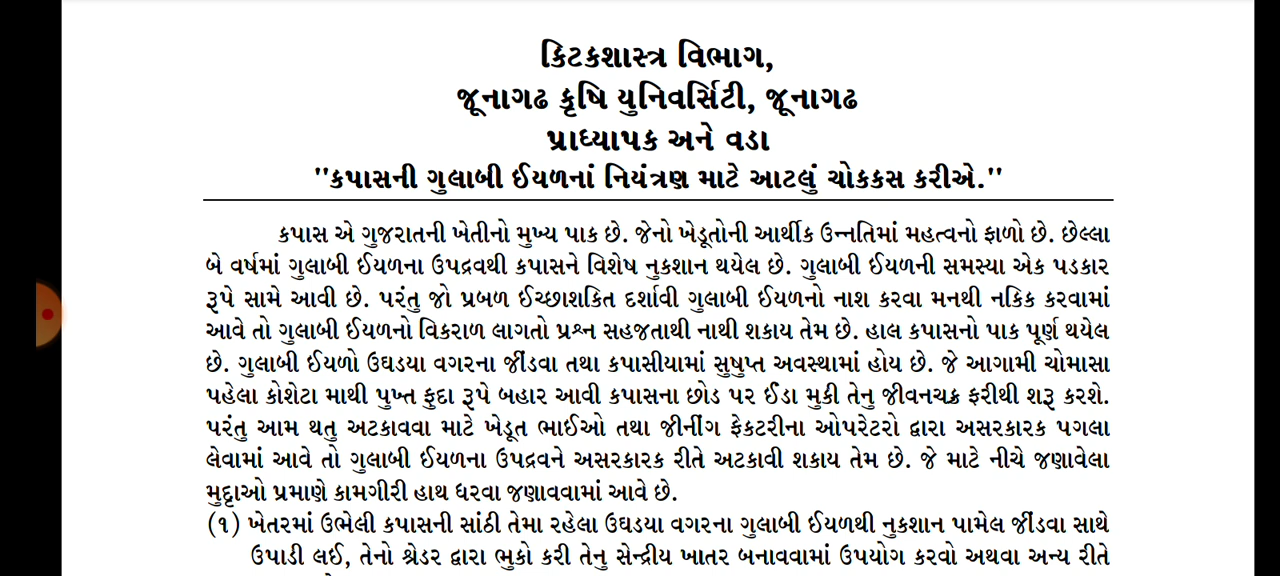 કિટકશાસ્ત્ર વિભાગ,
જૂનાગઢ કૃષિ યુનિવર્સિટી, જૂનાગઢ
પ્રાધ્યાપક અને વડા
"કપાસની ગુલાબી ઈયળનાં નિયંત્રણ માટે આટલું ચોકકસ કરીએ."
કપાસ એ ગુજરાતની ખેતીનો મુખ્ય પાક છે. જેનો ખેડૂતોની આર્થીક ઉન્નતિમાં મહત્વનો ફાળો છે. છેલ્લા
બે વર્ષમાં ગુલાબી ઈયળના ઉપદ્રવથી કપાસને વિશેષ નુકશાન થયેલ છે. ગુલાબી ઈયળની સમસ્યા એક પડકાર
રૂપે સામે આવી છે. પરંતુ જો પ્રબળ ઈચ્છાશકિત દર્શાવી ગુલાબી ઈયળનો નાશ કરવા મનથી નકિક કરવામાં
આવે તો ગુલાબી ઈયળનો વિકરાળ લાગતો પ્રશ્ન સહજતાથી નાથી શકાય તેમ છે. હાલ કપાસનો પાક પૂર્ણ થયેલ
છે. ગુલાબી ઈયળો ઉઘડયા વગરના જીંડવા તથા કપાસીયામાં સુષુપ્ત અવસ્થામાં હોય છે. જે આગામી ચોમાસા
પહેલા કોશેટા માથી પુખ્ત ફુદા રૂપે બહાર આવી કપાસના છોડ પર ઈંડા મુકી તેનુ જીવનચક્ર ફરીથી શરૂ કરશે.
પરંતુ આમ થતુ અટકાવવા માટે ખેડૂત ભાઈઓ તથા જીનીંગ ફેકટરીના ઓપરેટરો દ્વારા અસરકારક પગલા
લેવામાં આવે તો ગુલાબી ઈયળના ઉપદ્રવને અસરકારક રીતે અટકાવી શકાય તેમ છે. જે માટે નીચે જણાવેલા
મુદ્દાઓ પ્રમાણે કામગીરી હાથ ધરવા જણાવવામાં આવે છે.
(૧) ખેતરમાં ઉભેલી કપાસની સાંઠી તેમા રહેલા ઉઘડયા વગરના ગુલાબી ઈયળથી નુકશાન પામેલ જીંડવા સાથે
ઉપાડી લઈ, તેનો શ્રેડર દ્વારા ભુકો કરી તેનુ સેન્દ્રીય ખાતર બનાવવામાં ઉપયોગ કરવો અથવા અન્ય રીતે